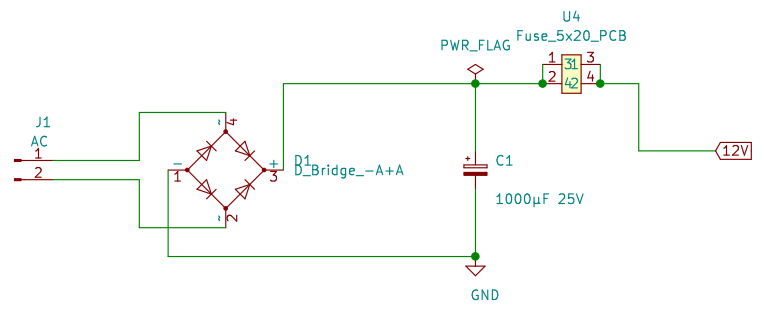 U4
Fuse_5x20_PCB
PWR_FLAG
1 31 3
2 42 4
J1
AC
1
2
~ 4
- +
1 3
D1
D_Bridge_-A+A
~ 2
+
C1
1000µF 25V
12V
GND